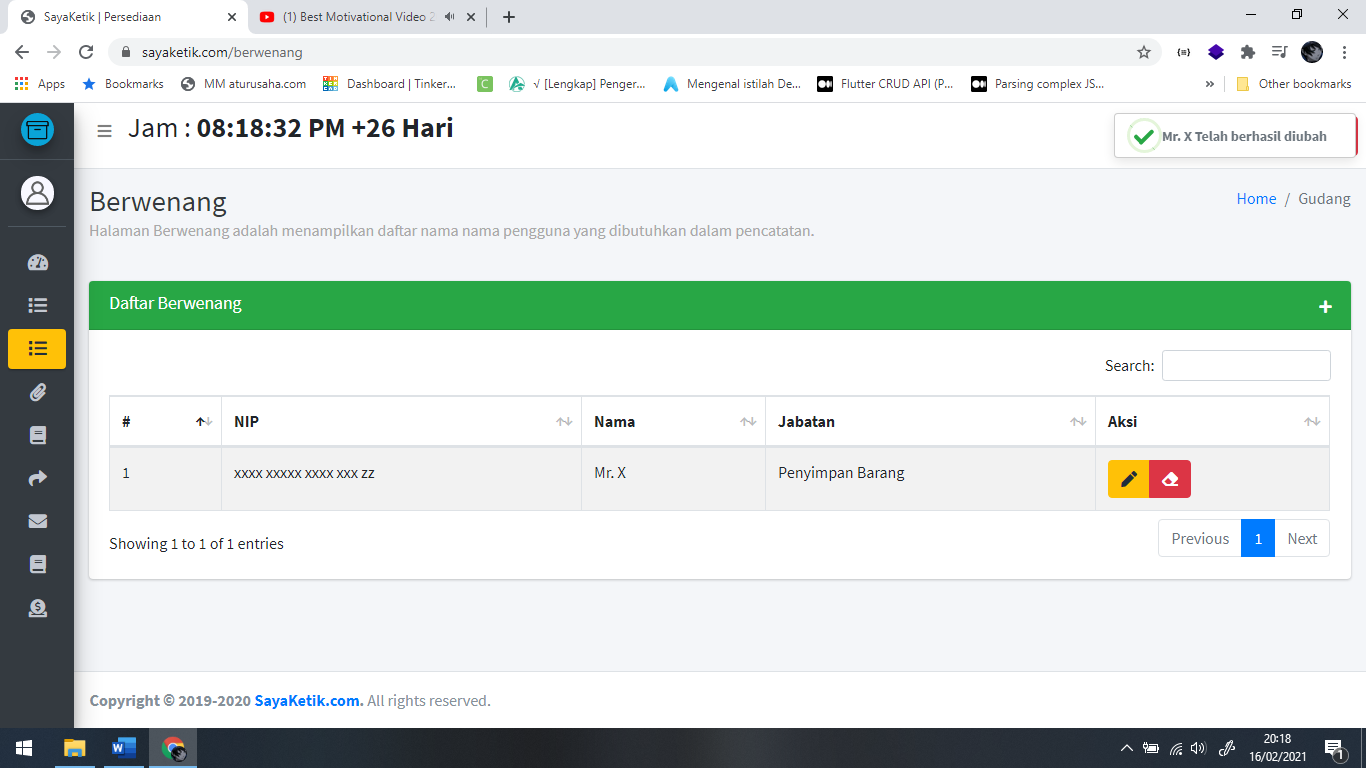 SayaKetik | Persediaan
(1) Best Motivational Video 2
sayaketik.com/berwenang
Apps
Bookmarks
MM aturusaha.com
Dashboard | Tinker...
C
√ [Lengkap] Penger...
Mengenal istilah De...
Flutter CRUD API (P...
Parsing complex JS...
»
Other bookmarks
Jam : 08:18:32 PM +26 Hari
Mr. X Telah berhasil diubah
Berwenang
Home / Gudang
Halaman Berwenang adalah menampilkan daftar nama nama pengguna yang dibutuhkan dalam pencatatan.
Daftar Berwenang
Search:
# NIP Nama Jabatan Aksi
1 xxxx xxxxx xxxx xxx zz Mr. X Penyimpan Barang
Showing 1 to 1 of 1 entries
Previous 1 Next
Copyright © 2019-2020 SayaKetik.com. All rights reserved.
20:18
16/02/2021
1